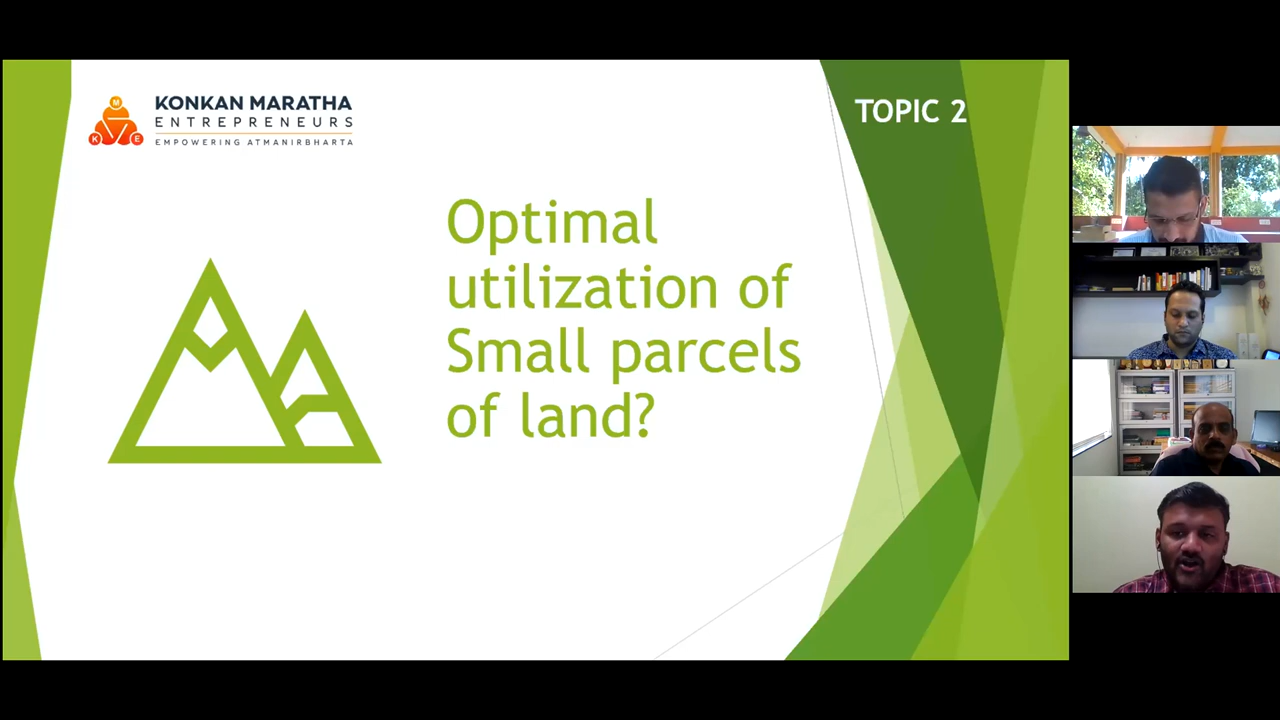 KONKAN MARATHA
ENTREPRENEURS
EMPOWERING ATMANIRBHARTA
M
K E
TOPIC 2
Optimal
utilization of
Small parcels
of land?